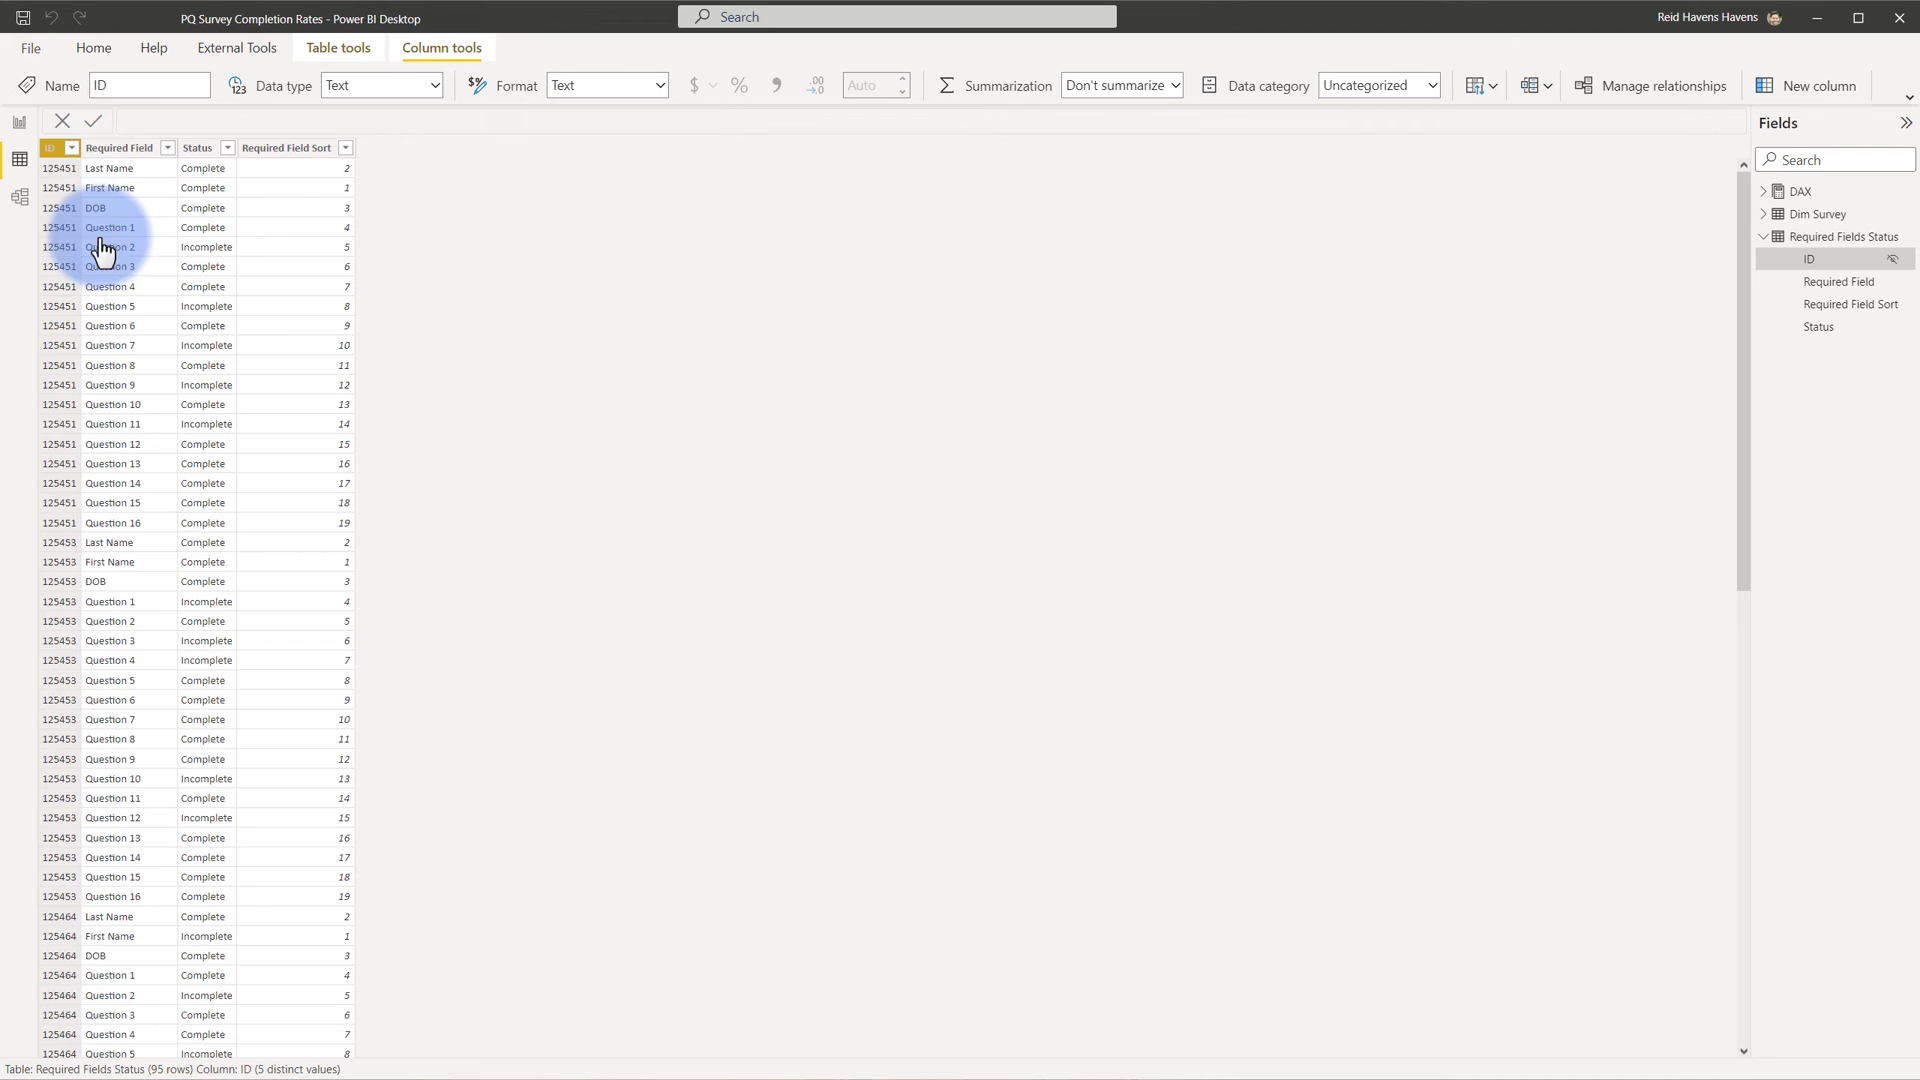 PQ Survey Completion Rates - Power BI Desktop
Search
Reid Havens Havens
File Home Help External Tools Table tools Column tools
Name ID Data type Text Format Text $ % 9 .00 Auto Summarization Don't summarize Data category Uncategorized Manage relationships New column
Fields
Search
DAX
Dim Survey
Required Fields Status
ID
Required Field
Required Field Sort
Status
ID Required Field Status Required Field Sort
125451 Last Name Complete 2
125451 First Name Complete 1
125451 DOB Complete 3
125451 Question 1 Complete 4
125451 Question 2 Incomplete 5
125451 Question 3 Complete 6
125451 Question 4 Complete 7
125451 Question 5 Incomplete 8
125451 Question 6 Complete 9
125451 Question 7 Incomplete 10
125451 Question 8 Complete 11
125451 Question 9 Incomplete 12
125451 Question 10 Complete 13
125451 Question 11 Incomplete 14
125451 Question 12 Complete 15
125451 Question 13 Complete 16
125451 Question 14 Complete 17
125451 Question 15 Complete 18
125451 Question 16 Complete 19
125453 Last Name Complete 2
125453 First Name Complete 1
125453 DOB Complete 3
125453 Question 1 Incomplete 4
125453 Question 2 Complete 5
125453 Question 3 Incomplete 6
125453 Question 4 Incomplete 7
125453 Question 5 Complete 8
125453 Question 6 Complete 9
125453 Question 7 Complete 10
125453 Question 8 Complete 11
125453 Question 9 Complete 12
125453 Question 10 Incomplete 13
125453 Question 11 Complete 14
125453 Question 12 Incomplete 15
125453 Question 13 Complete 16
125453 Question 14 Complete 17
125453 Question 15 Complete 18
125453 Question 16 Complete 19
125464 Last Name Complete 2
125464 First Name Incomplete 1
125464 DOB Complete 3
125464 Question 1 Complete 4
125464 Question 2 Incomplete 5
125464 Question 3 Complete 6
125464 Question 4 Complete 7
125464 Question 5 Incomplete 8
Table: Required Fields Status (95 rows) Column: ID (5 distinct values)